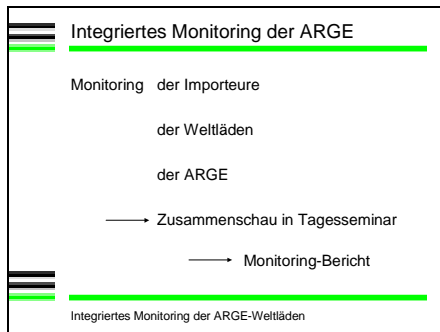 Integriertes Monitoring der ARGE
Monitoring der Importeure
der Weltläden
der ARGE
Zusammenschau in Tagesseminar
Monitoring-Bericht
Integriertes Monitoring der ARGE-Weltläden